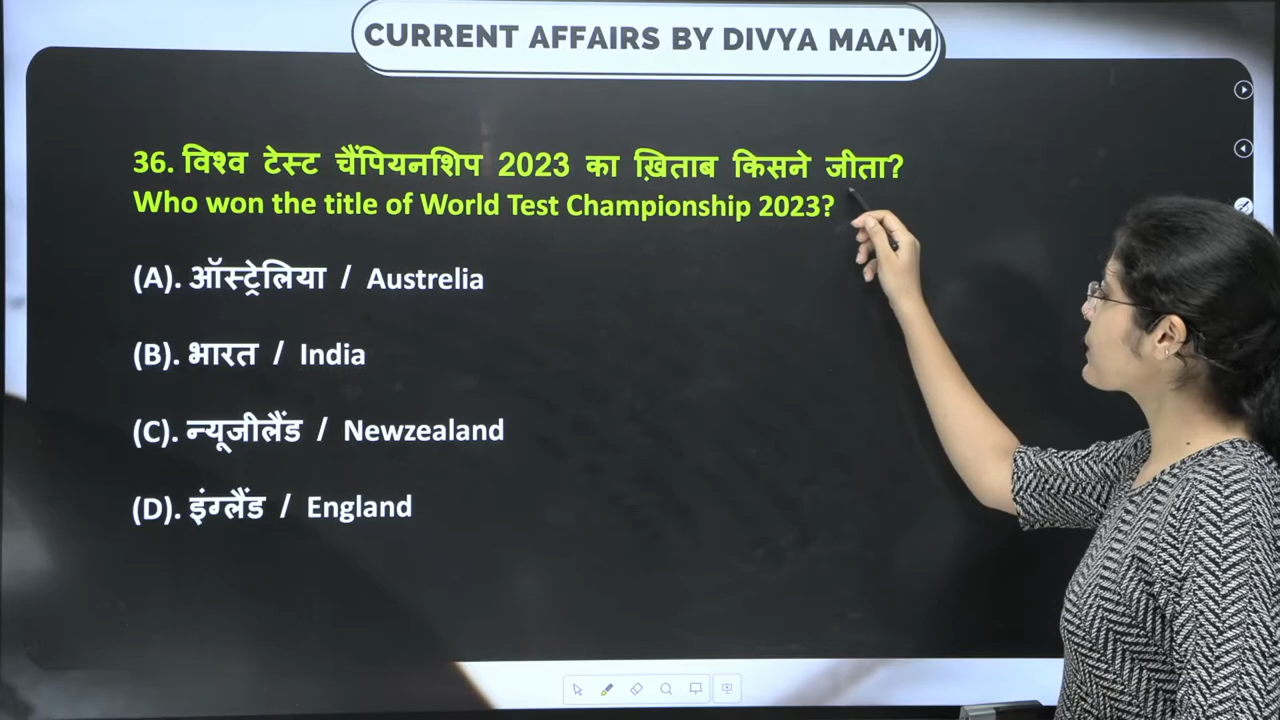 CURRENT AFFAIRS BY DIVYA MAA'M
36. विश्व टेस्ट चैंपियनशिप 2023 का ख़िताब किसने जीता?
Who won the title of World Test Championship 2023?
(A). ऑस्ट्रेलिया / Austrelia
(B). भारत / India
(C). न्यूजीलैंड / Newzealand
(D). इंग्लैंड / England